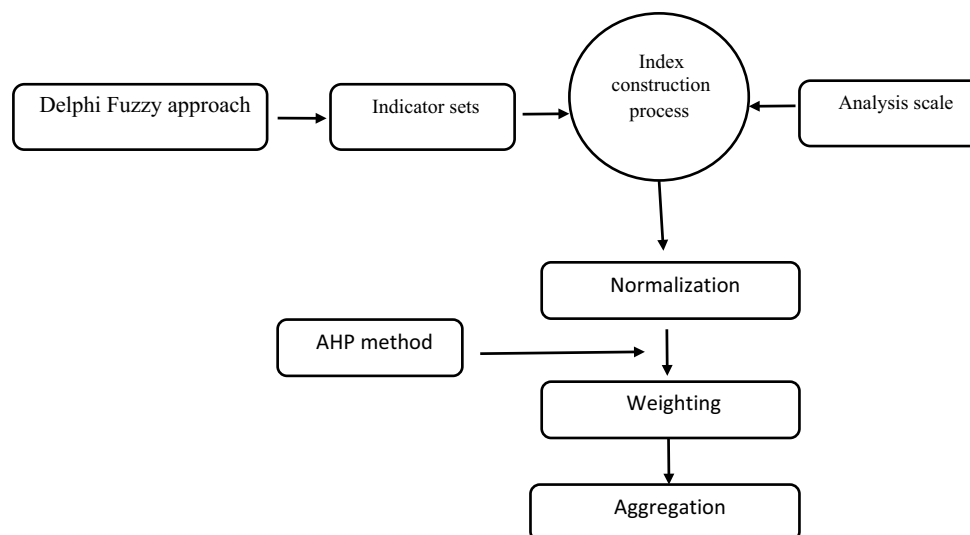 Delphi Fuzzy approach
Indicator sets
Index
construction
process
Analysis scale
Normalization
AHP method
Weighting
Aggregation